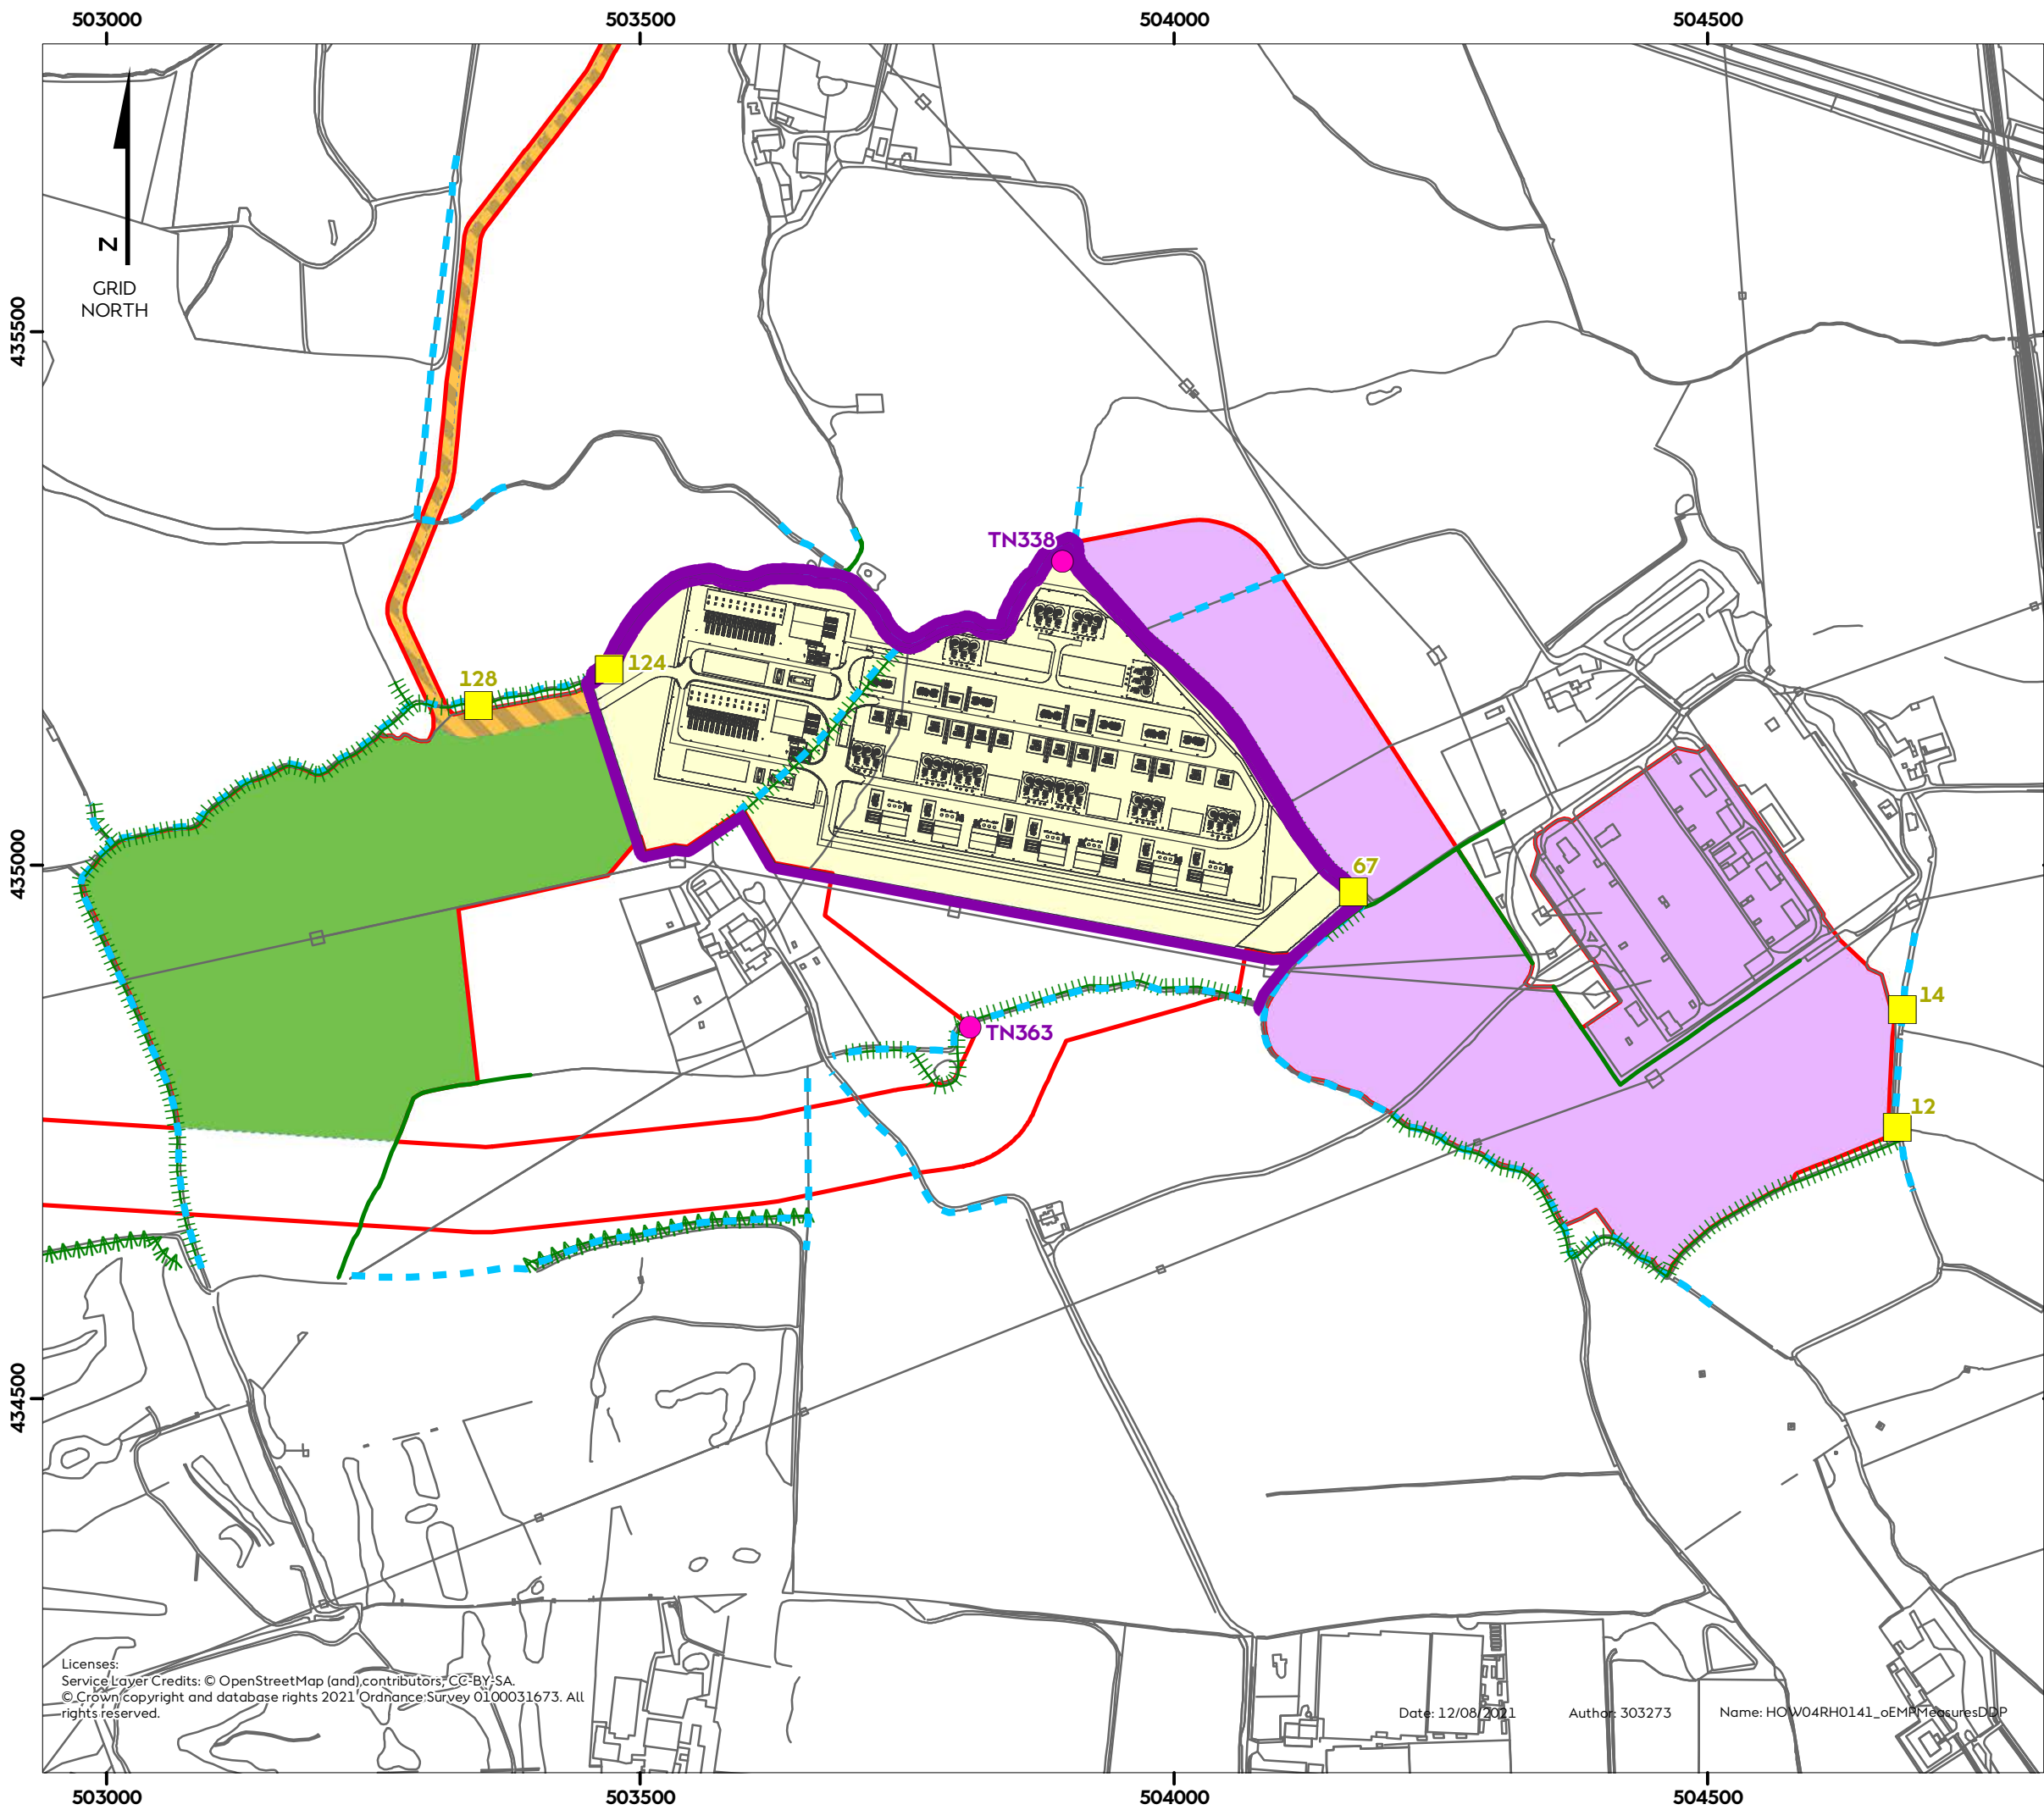 503000
503500
504000
504500
N
GRID
NORTH
435500
TN338
124
128
67
435000
14
TN363
12
434500
Licenses:
Service Layer Credits: © OpenStreetMap (and) contributors, CC-BY-SA.
© Crown copyright and database rights 2021 Ordnance Survey 0100031673. All
rights reserved.
Date: 12/08/2021
Author: 303273
Name: HOW04RH0141_oEMPMeasuresDDP
503000
503500
504000
504500